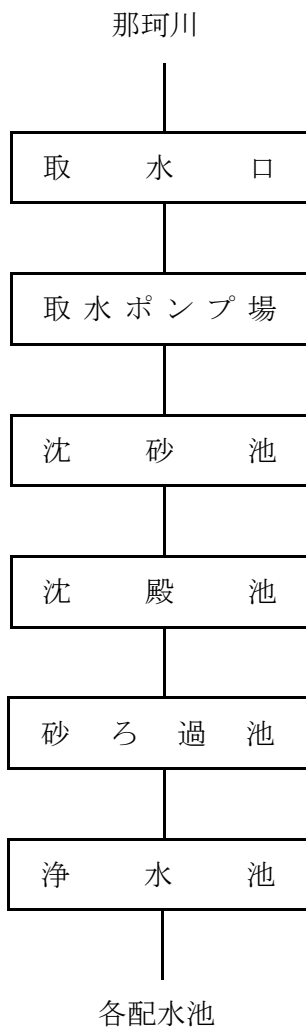 那珂川
取水口
取水ポンプ場
沈砂池
沈殿池
砂ろ過池
浄水池
各配水池